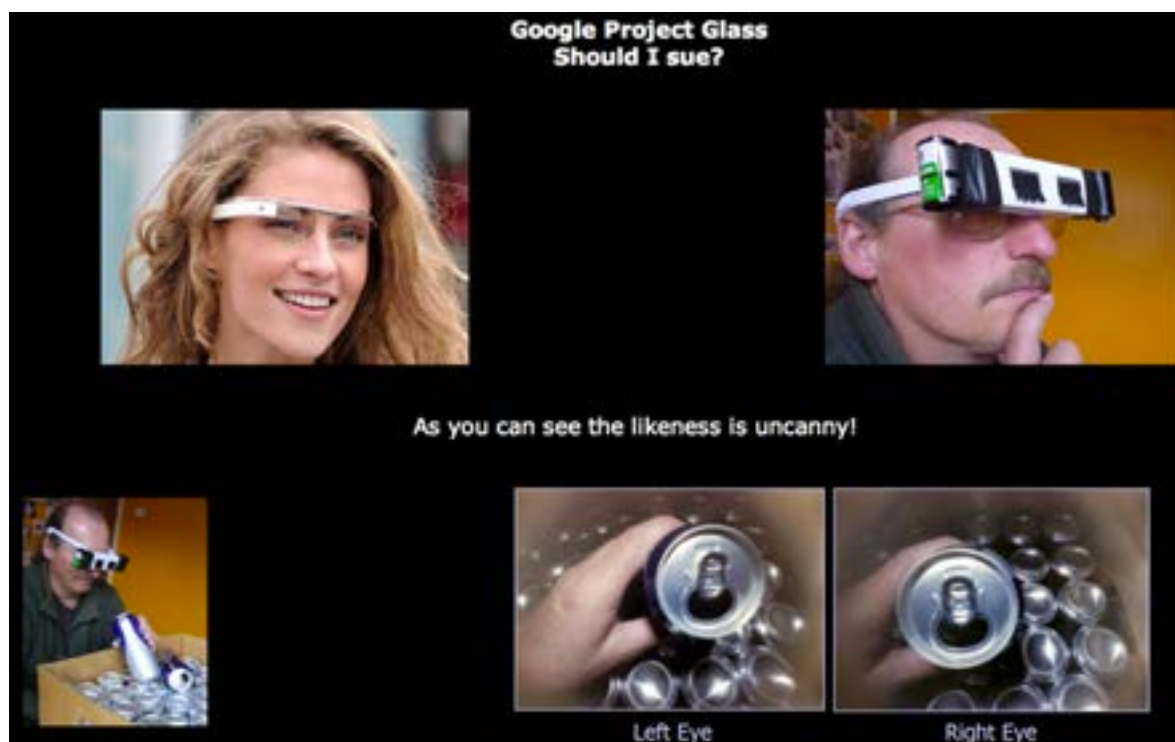 Google Project Glass
Should I sue?
As you can see the likeness is uncanny!
Left Eye
Right Eye